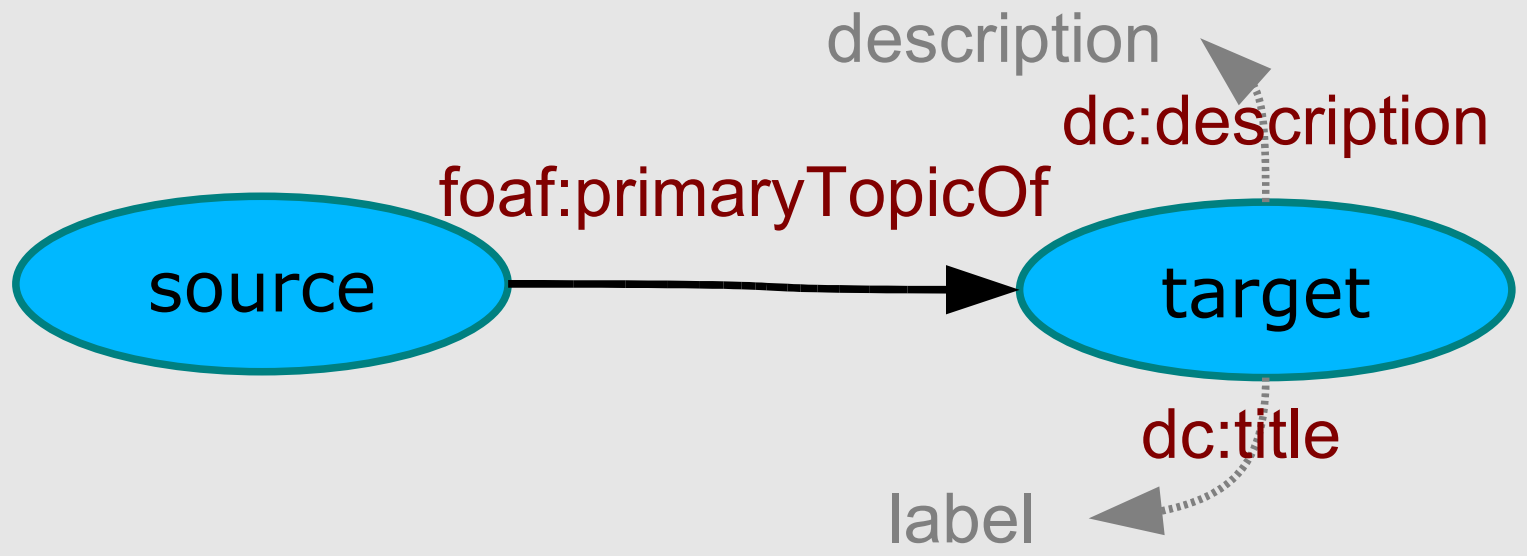 description
dc:description
foaf:primaryTopicOf
source
target
dc:title
label